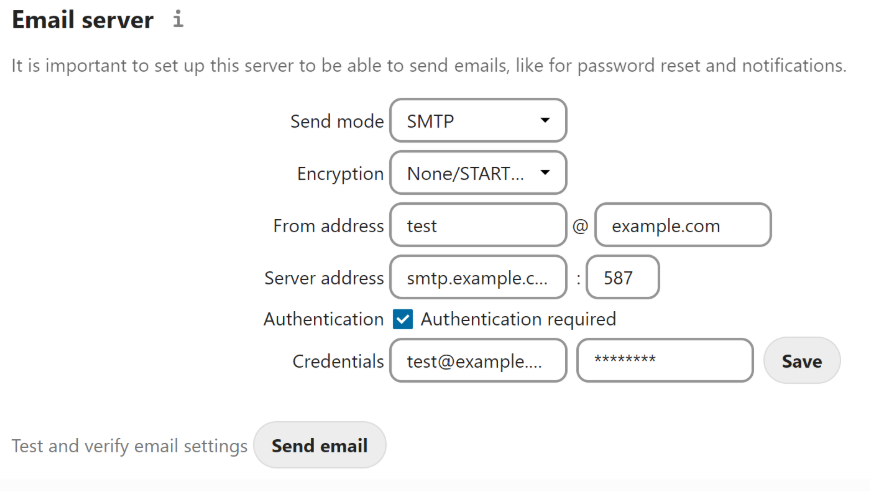 Email server i
It is important to set up this server to be able to send emails, like for password reset and notifications.
Send mode SMTP
Encryption None/START...
From address test @ example.com
Server address smtp.example.c... : 587
Authentication Authentication required
Credentials test@example.... ******** Save
Test and verify email settings Send email